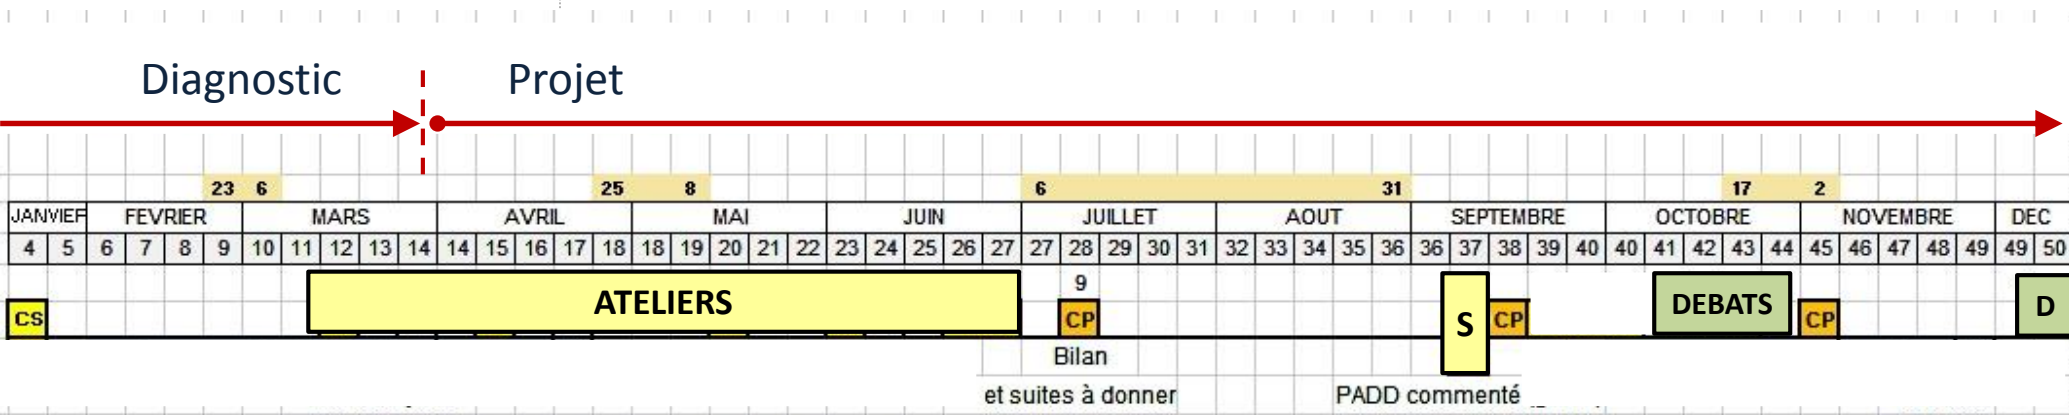 Diagnostic Projet
23 6 25 8 6 31 17 2
JANVIER FEVRIER MARS AVRIL MAI JUIN JUILLET AOUT SEPTEMBRE OCTOBRE NOVEMBRE DEC
4 5 6 7 8 9 10 11 12 13 14 14 15 16 17 18 18 19 20 21 22 23 24 25 26 27 27 28 29 30 31 32 33 34 35 36 36 37 38 39 40 40 41 42 43 44 45 46 47 48 49 49 50
9
CS ATELIERS CP S CP DEBATS CP D
Bilan
et suites à donner PADD commenté